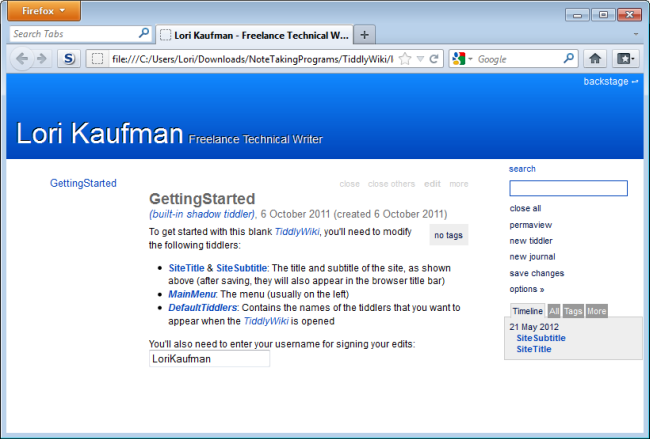 Firefox
Search Tabs
Lori Kaufman - Freelance Technical W...
file:///C:/Users/Lori/Downloads/NoteTakingPrograms/TiddlyWiki/
Google
backstage
Lori Kaufman Freelance Technical Writer
GettingStarted
close close others edit more
GettingStarted
(built-in shadow tiddler), 6 October 2011 (created 6 October 2011)
no tags
To get started with this blank TiddlyWiki, you'll need to modify
the following tiddlers:
• SiteTitle & SiteSubtitle: The title and subtitle of the site, as shown
above (after saving, they will also appear in the browser title bar)
• MainMenu: The menu (usually on the left)
• DefaultTiddlers: Contains the names of the tiddlers that you want to
appear when the TiddlyWiki is opened
You'll also need to enter your username for signing your edits:
LoriKaufman
search
close all
permaview
new tiddler
new journal
save changes
options »
Timeline All Tags More
21 May 2012
SiteSubtitle
SiteTitle